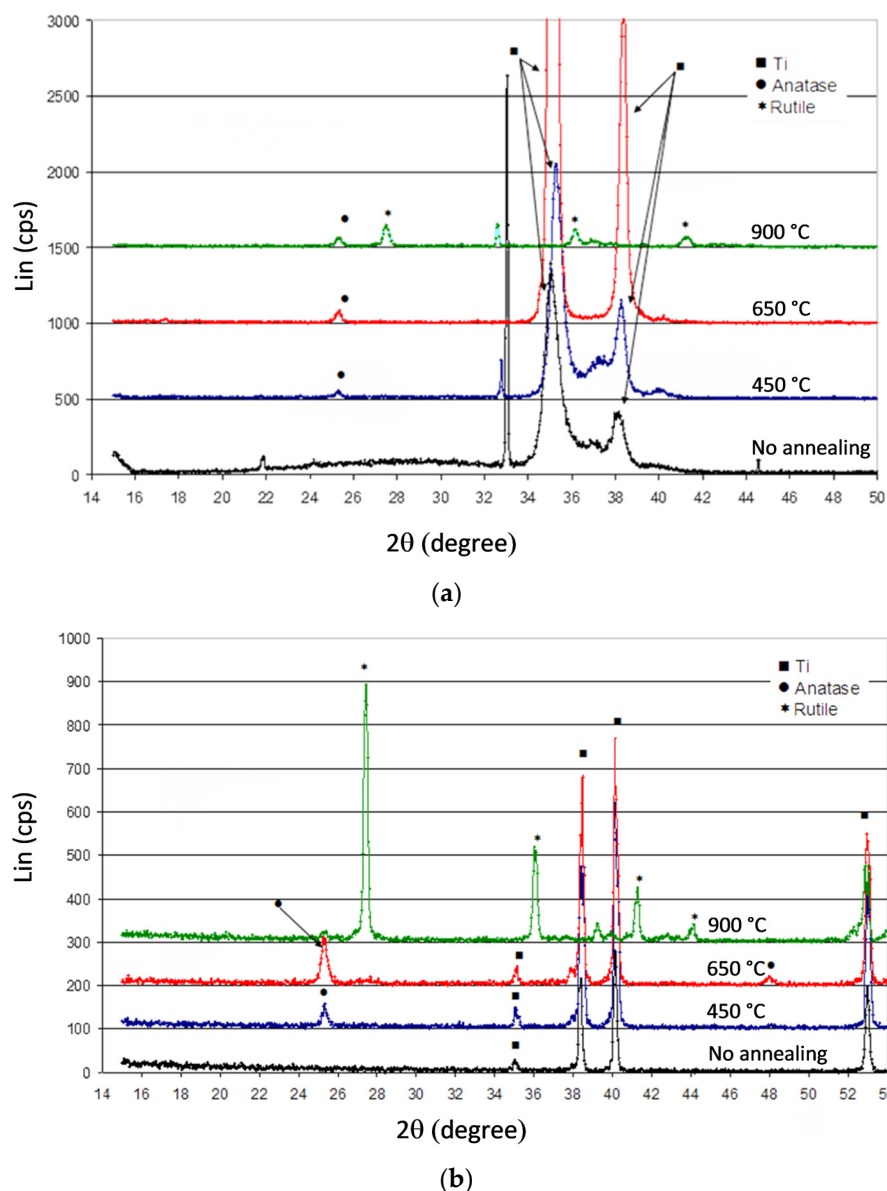 3000
2500
2000
1500
1000
500
0
Lin (cps)
■ Ti
● Anatase
* Rutile
900 °C
650 °C
450 °C
No annealing
14 16 18 20 22 24 26 28 30 32 34 36 38 40 42 44 46 48 50
2θ (degree)
(a)
1000
900
800
700
600
500
400
300
200
100
0
Lin (cps)
■ Ti
● Anatase
* Rutile
900 °C
650 °C
450 °C
No annealing
14 16 18 20 22 24 26 28 30 32 34 36 38 40 42 44 46 48 50 52
2θ (degree)
(b)